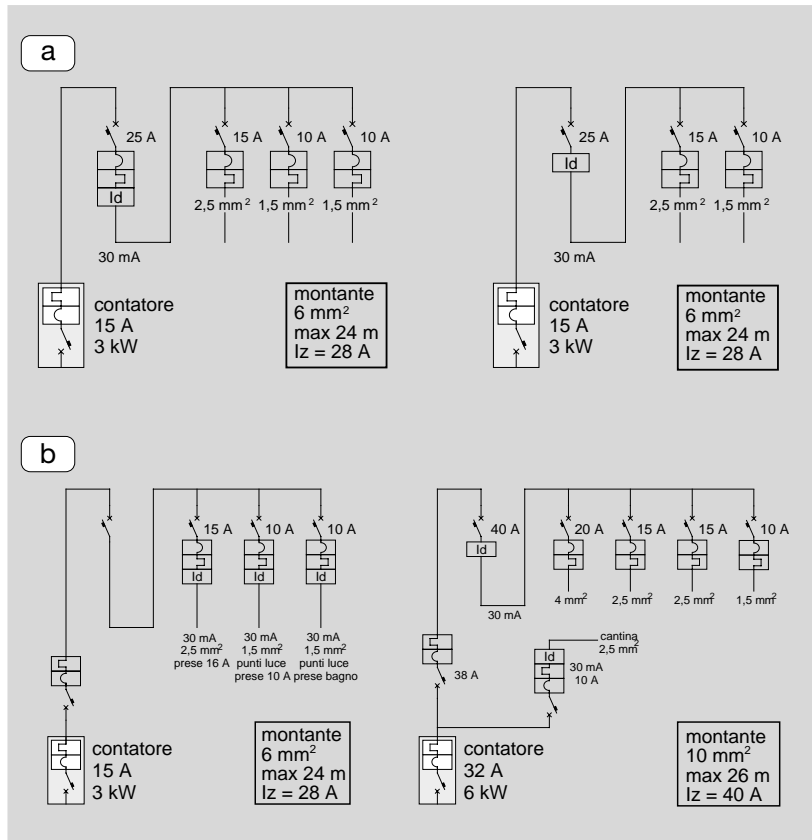 a
25 A
15 A
10 A
10 A
Id
2,5 mm²
1,5 mm²
1,5 mm²
30 mA
contatore
15 A
3 kW
montante
6 mm²
max 24 m
Iz = 28 A
25 A
15 A
10 A
Id
2,5 mm²
1,5 mm²
30 mA
contatore
15 A
3 kW
montante
6 mm²
max 24 m
Iz = 28 A
b
15 A
10 A
10 A
Id
Id
Id
30 mA
2,5 mm²
prese 16 A
30 mA
1,5 mm²
punti luce
prese 10 A
30 mA
1,5 mm²
punti luce
prese bagno
contatore
15 A
3 kW
montante
6 mm²
max 24 m
Iz = 28 A
40 A
20 A
15 A
15 A
10 A
Id
4 mm²
2,5 mm²
2,5 mm²
1,5 mm²
30 mA
cantina
2,5 mm²
Id
30 mA
10 A
38 A
contatore
32 A
6 kW
montante
10 mm²
max 26 m
Iz = 40 A